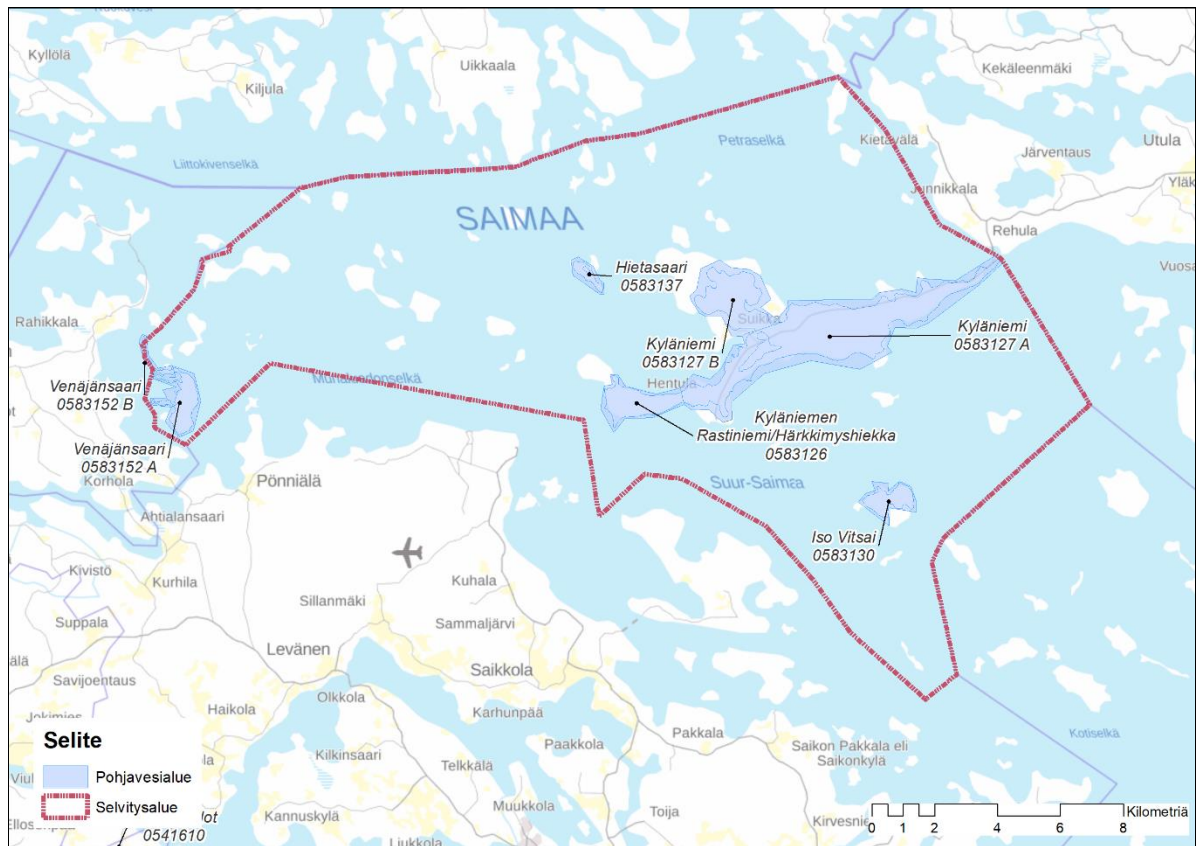 Kyllölä
Kiljula
Uikkaala
Kekäleenmäki
Utula
Kietävälä
Järventaus
Petraselkä
Liittokivenselkä
Junnikkala
SAIMAA
Rehula
Hietasaari
0583137
Rahikkala
Suikka
Kyläniemi
0583127 B
Kyläniemi
0583127 A
Venäjänsaari
0583152 B
Hentula
Kyläniemen
Rastiniemi/Härkkimyshiekka
0583126
Venäjänsaari
0583152 A
Korhola
Pönniälä
Suur-Saimaa
Ahtialansaari
Iso Vitsai
0583130
Kivistö
Kurhila
Kuhala
Sillanmäki
Suppala
Sammaljärvi
Levänen
Saikkola
Savijoentaus
Olkkola
Haikola
Karhunpää
Pakkala
Kotiselkä
Paakkola
Saikon Pakkala eli
Saikonkylä
Kilkinsaari
Telkkälä
Muukkola
Kannuskylä
Toija
Selite
Pohjavesialue
Selvitysalue
0541610
Kilometriä
0 1 2 4 6 8